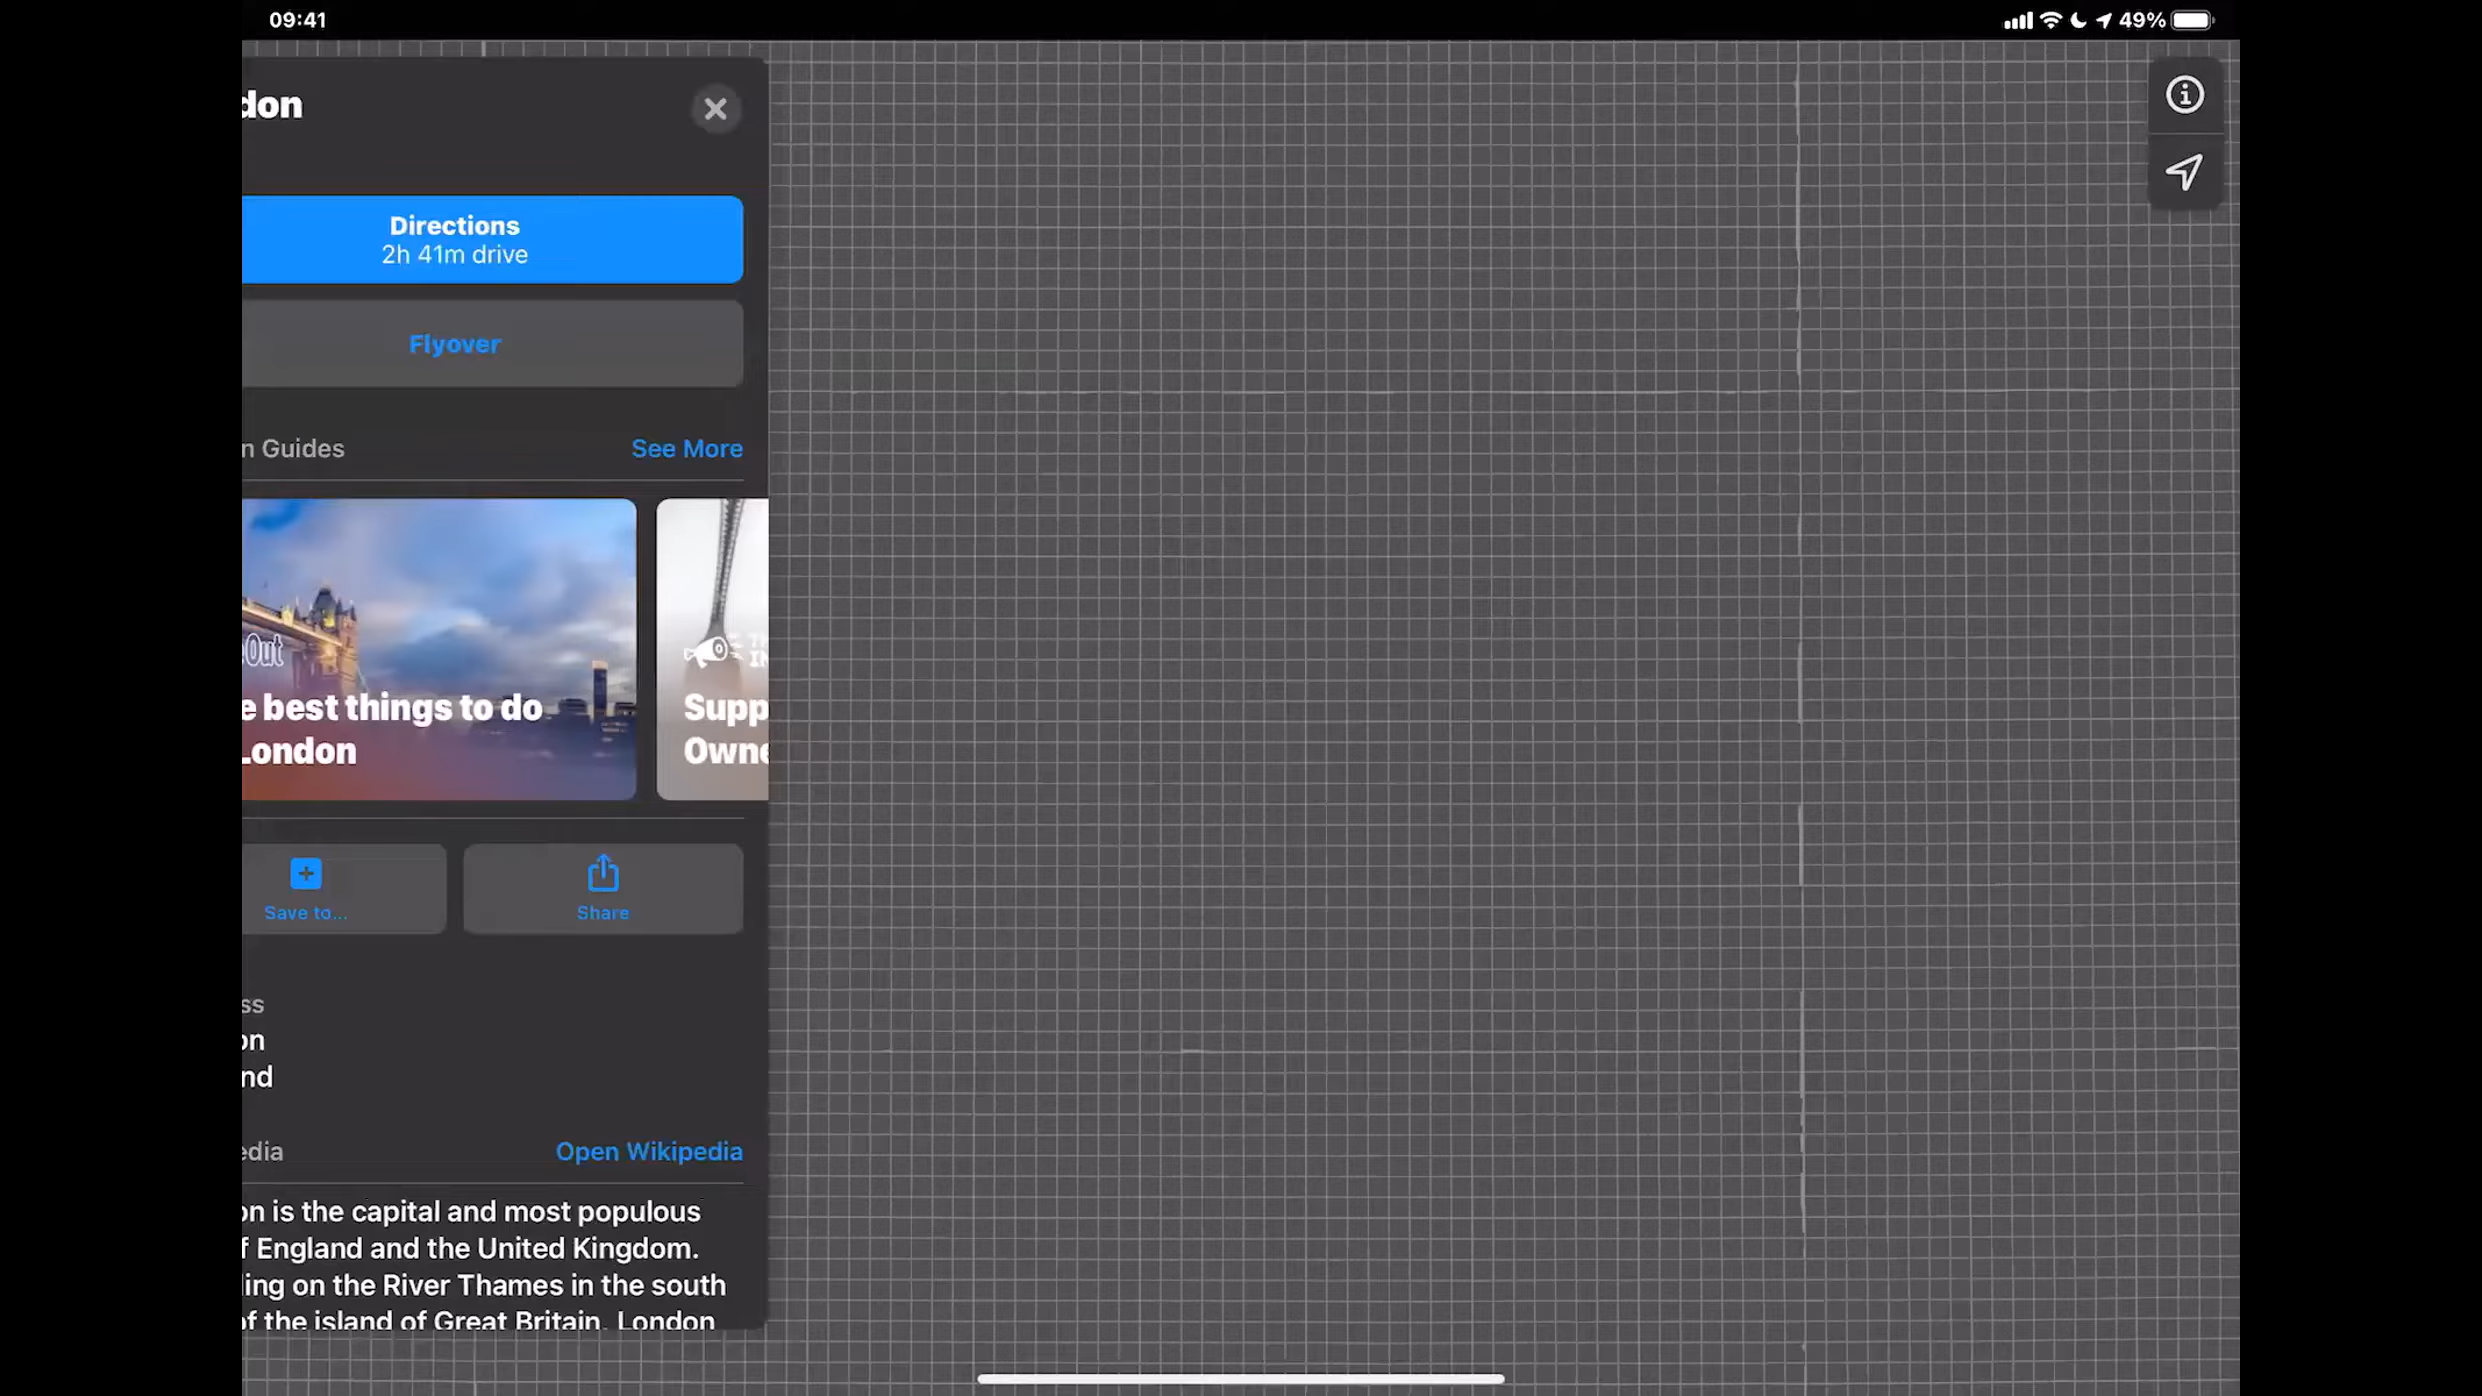 09:41
49%
don
Directions
2h 41m drive
Flyover
n Guides
See More
Out
e best things to do
London
Supp
Owne
Save to...
Share
ss
on
nd
edia
Open Wikipedia
on is the capital and most populous
f England and the United Kingdom.
ling on the River Thames in the south
of the island of Great Britain. London